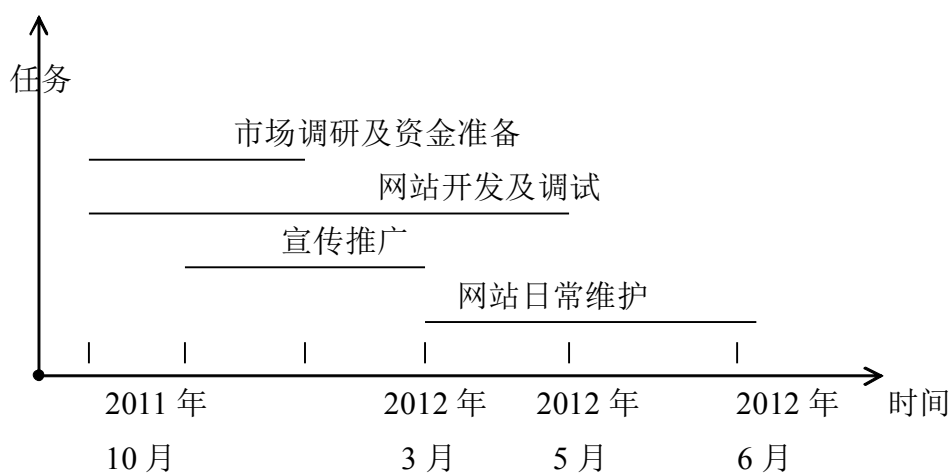 任务
市场调研及资金准备
网站开发及调试
宣传推广
网站日常维护
2011 年 2012 年 2012 年 2012 年 时间
10 月 3 月 5 月 6 月